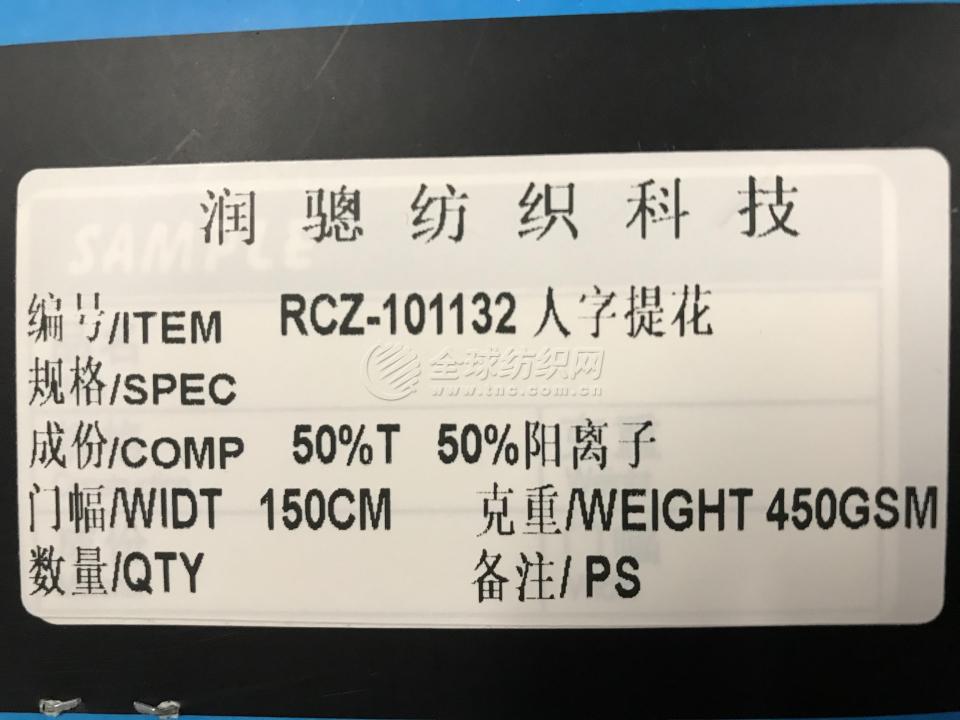 润骢纺织科技
SAMPLE
编号/ITEM RCZ-101132 人字提花
规格/SPEC
全球纺织网
www.tnc.com.cn
成份/COMP 50%T 50%阳离子
门幅/WIDT 150CM 克重/WEIGHT 450GSM
数量/QTY 备注/PS